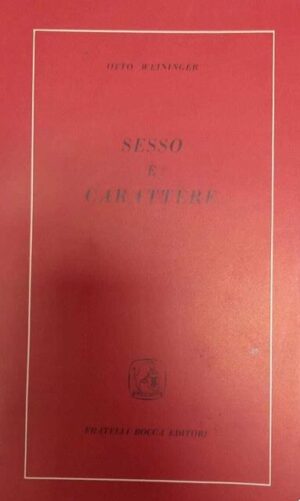 OTTO WEININGER
SESSO
E
CARATTERE
FRATELLI BOCCA EDITORI